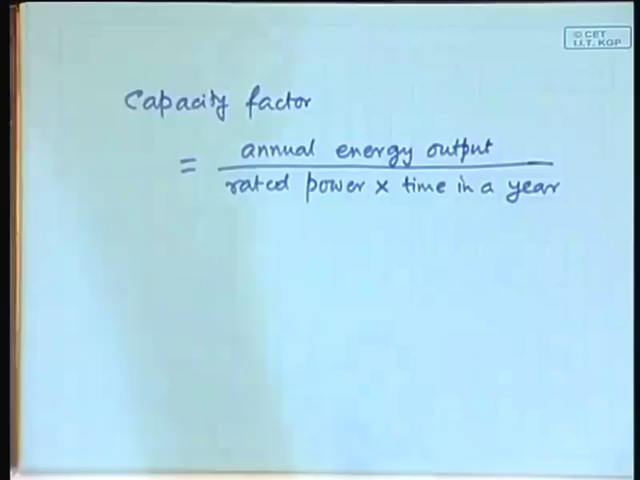 © CET
I.I.T. KGP
Capacity factor
= annual energy output
rated power × time in a year